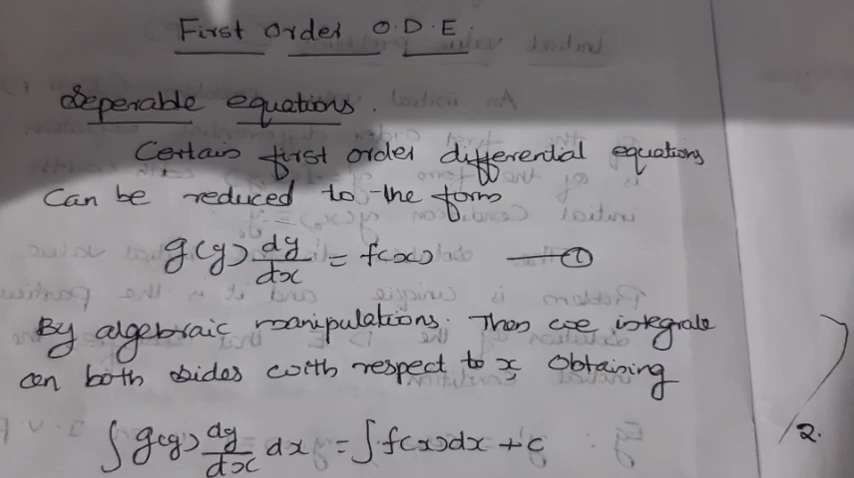 First Order O.D.E.
Seperable equations.
Certain first order differential equations
Can be reduced to the form
g(y) dy/dx = f(x) —①
By algebraic manipulations. Then we integrate
on both sides with respect to x, Obtaining
∫ g(y) dy/dx dx = ∫ f(x) dx + c
2.